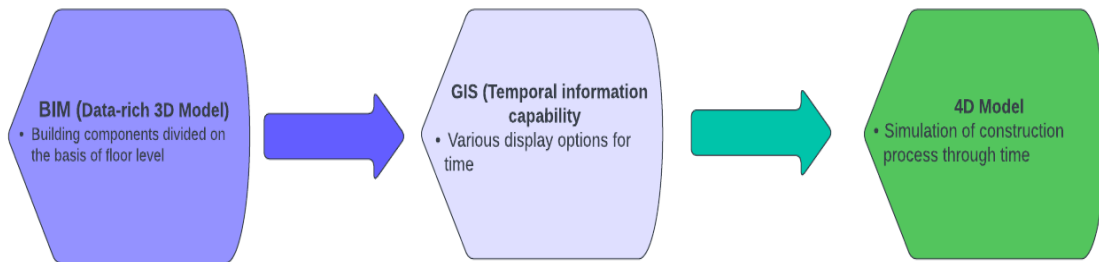 BIM (Data-rich 3D Model)
• Building components divided on
the basis of floor level
GIS (Temporal information
capability
• Various display options for
time
4D Model
• Simulation of construction
process through time